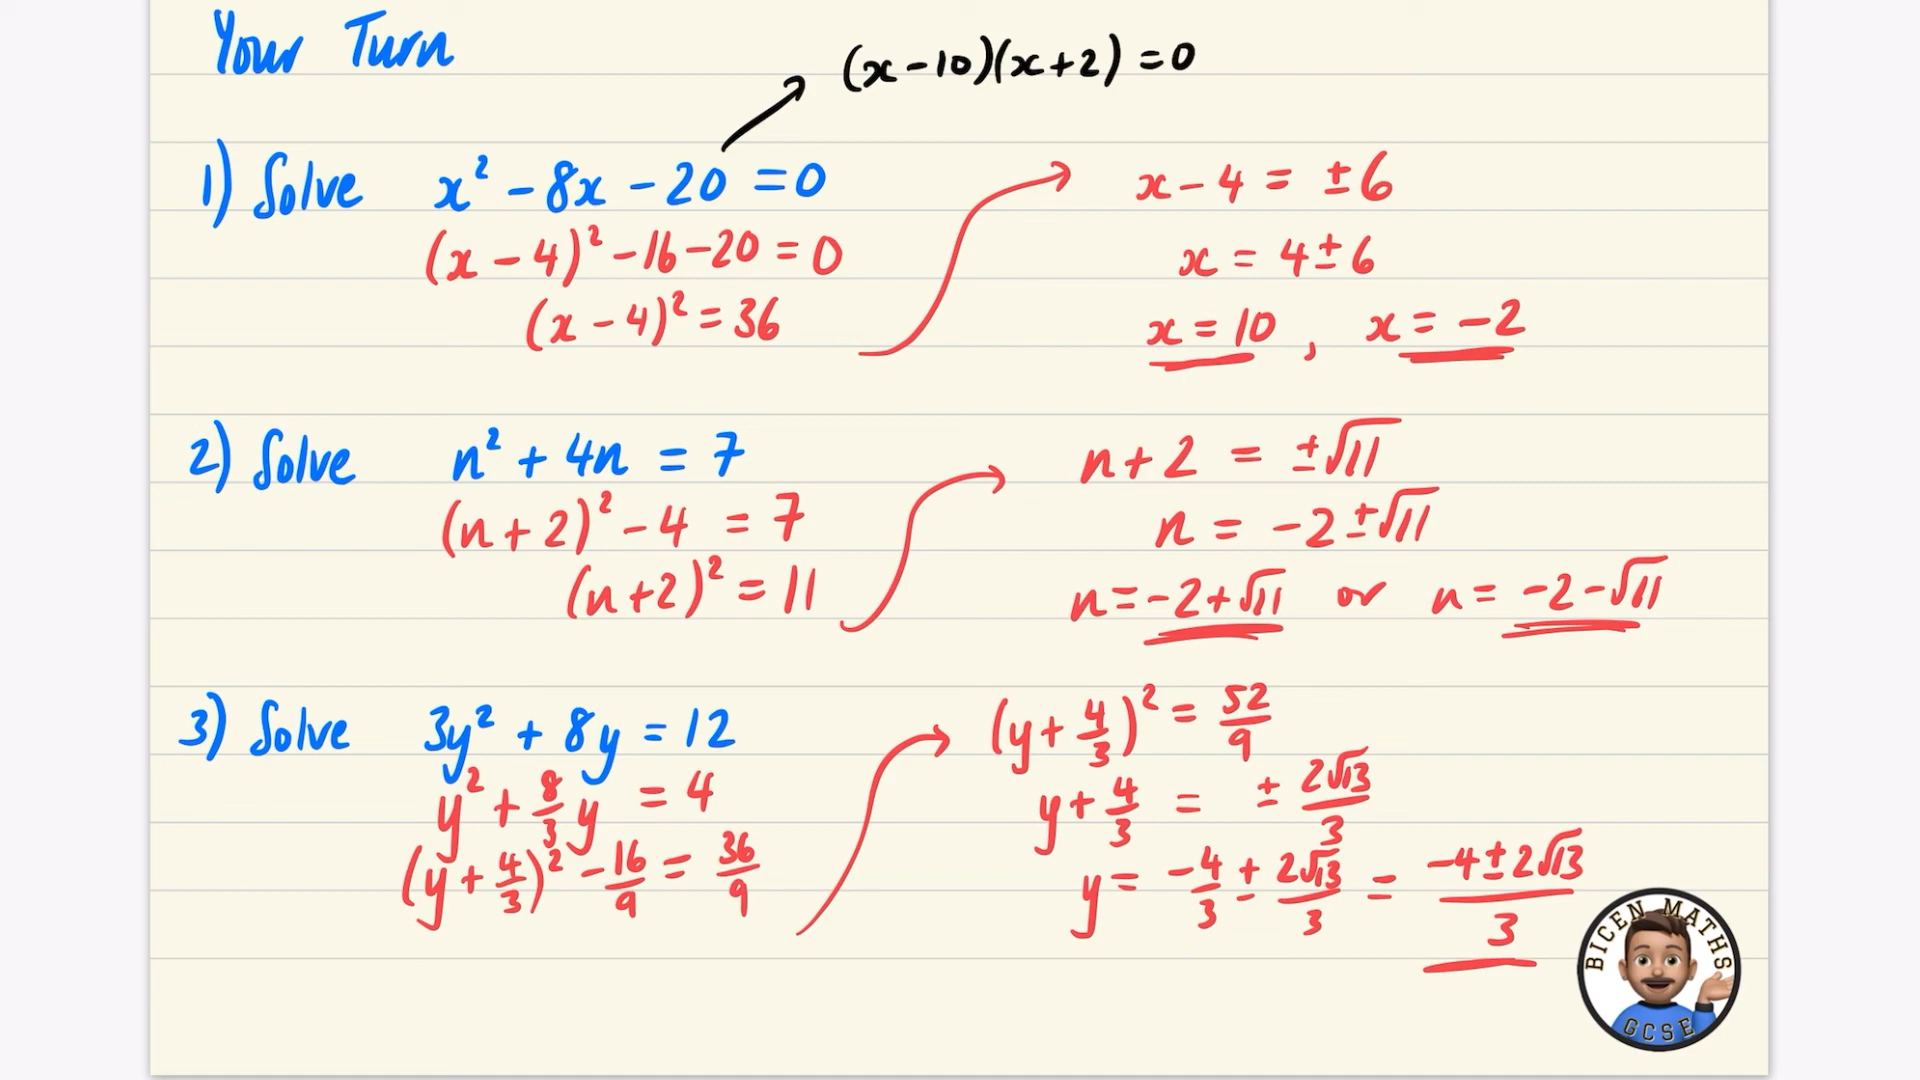 Your Turn
(x-10)(x+2) = 0
1) Solve x² - 8x - 20 = 0
(x - 4)² - 16 - 20 = 0
(x - 4)² = 36
x - 4 = ±6
x = 4 ± 6
x = 10 , x = -2
2) Solve n² + 4n = 7
(n + 2)² - 4 = 7
(n+2)² = 11
n + 2 = ±√11
n = -2 ± √11
n = -2+√11 or n = -2-√11
3) Solve 3y² + 8y = 12
y² + 8/3 y = 4
(y + 4/3)² - 16/9 = 36/9
(y + 4/3)² = 52/9
y + 4/3 = ± 2√13/3
y = -4/3 ± 2√13/3 = -4 ± 2√13/3
BICEN MATHS
GCSE